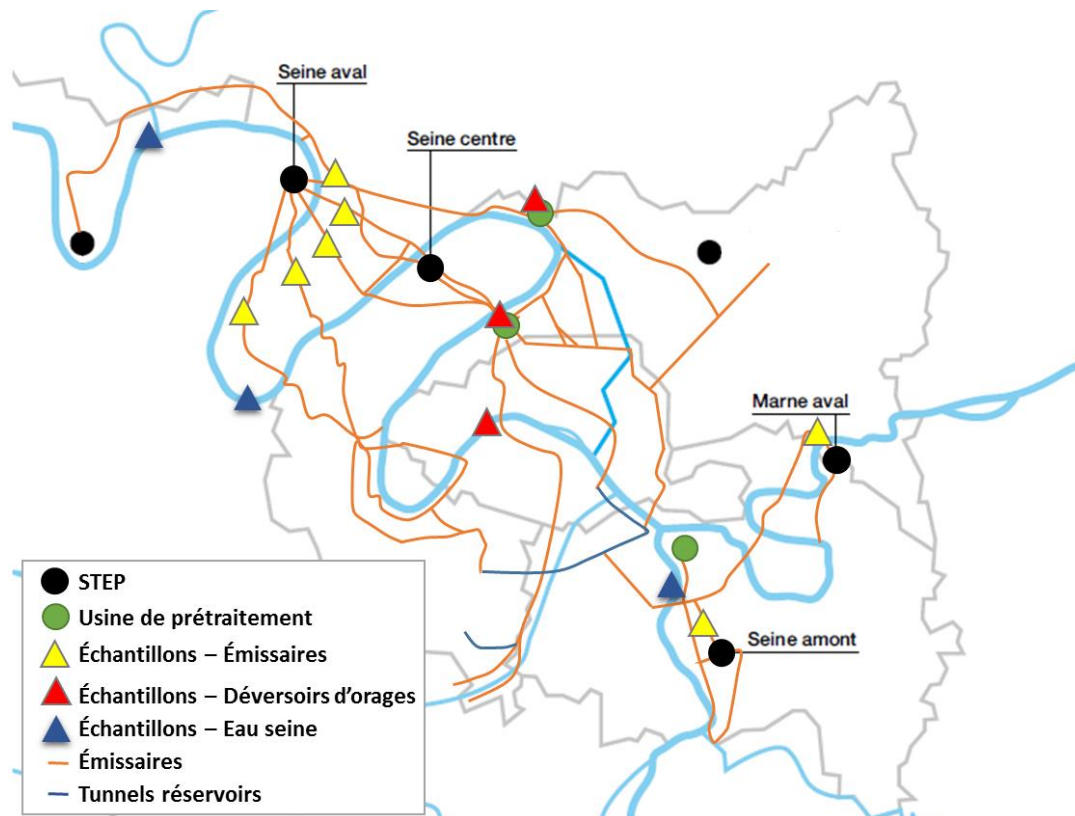 Seine aval
Seine centre
Marne aval
Seine amont
STEP
Usine de prétraitement
Échantillons – Émissaires
Échantillons – Déversoirs d'orages
Échantillons – Eau seine
Émissaires
Tunnels réservoirs